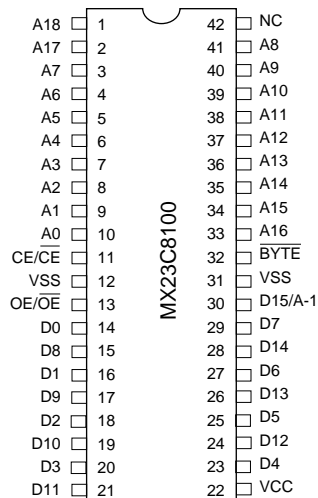 A18 1 42 NC
A17 2 41 A8
A7 3 40 A9
A6 4 39 A10
A5 5 38 A11
A4 6 37 A12
A3 7 36 A13
A2 8 35 A14
A1 9 34 A15
A0 10 33 A16
CE/C̅E̅ 11 32 B̅Y̅T̅E̅
VSS 12 31 VSS
OE/O̅E̅ 13 30 D15/A-1
D0 14 29 D7
D8 15 28 D14
D1 16 27 D6
D9 17 26 D13
D2 18 25 D5
D10 19 24 D12
D3 20 23 D4
D11 21 22 VCC
MX23C8100